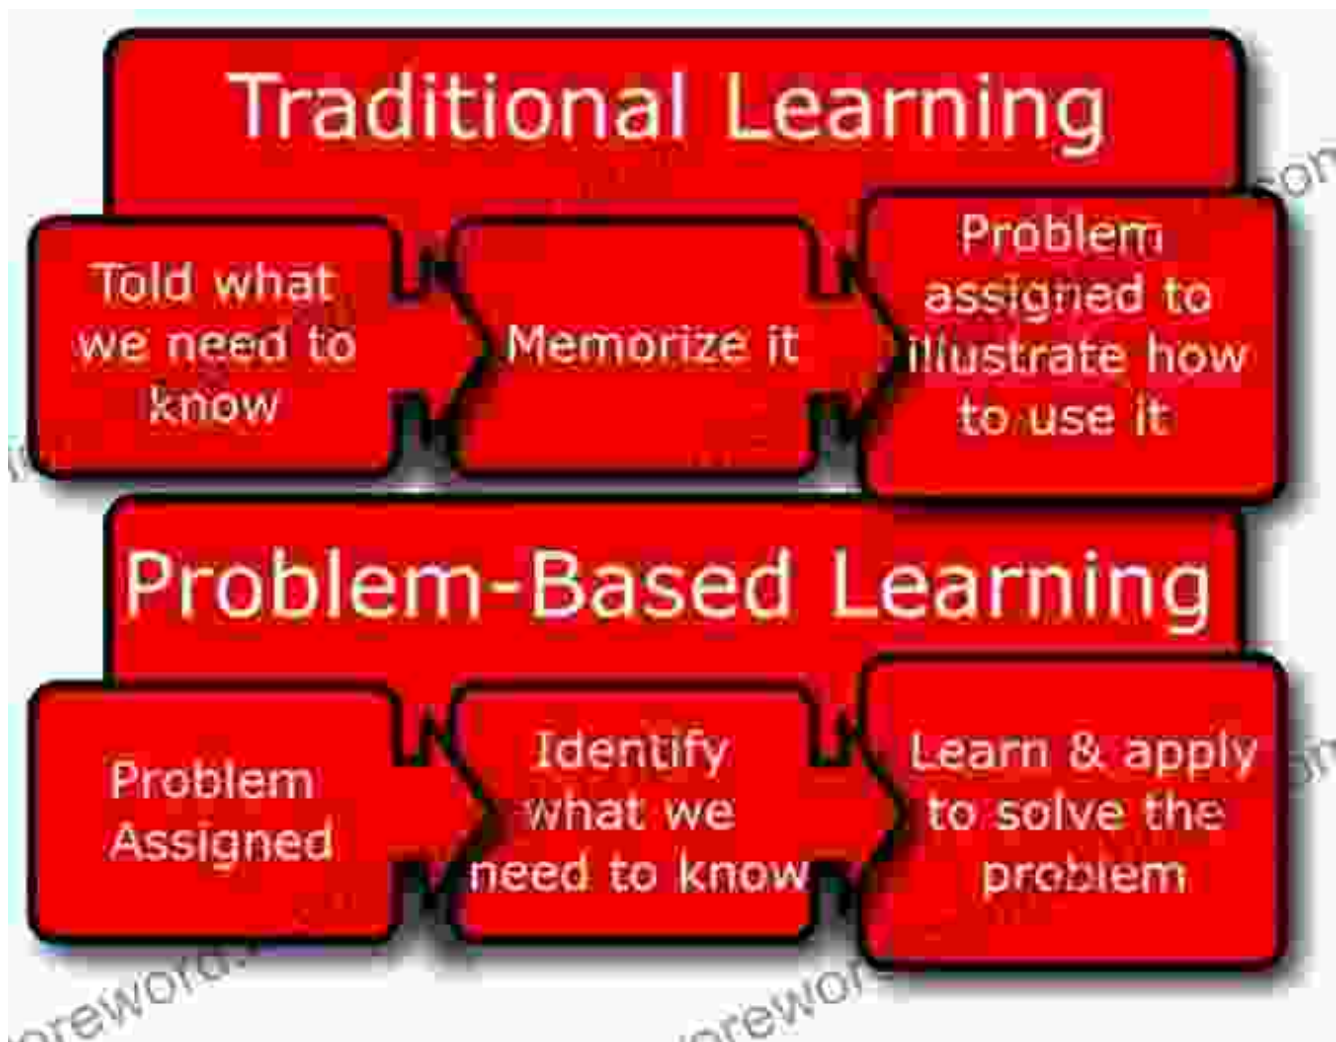 Traditional Learning
Told what
we need to
know
Memorize it
Problem
assigned to
illustrate how
to use it
Problem-Based Learning
Problem
Assigned
Identify
what we
need to know
Learn & apply
to solve the
problem